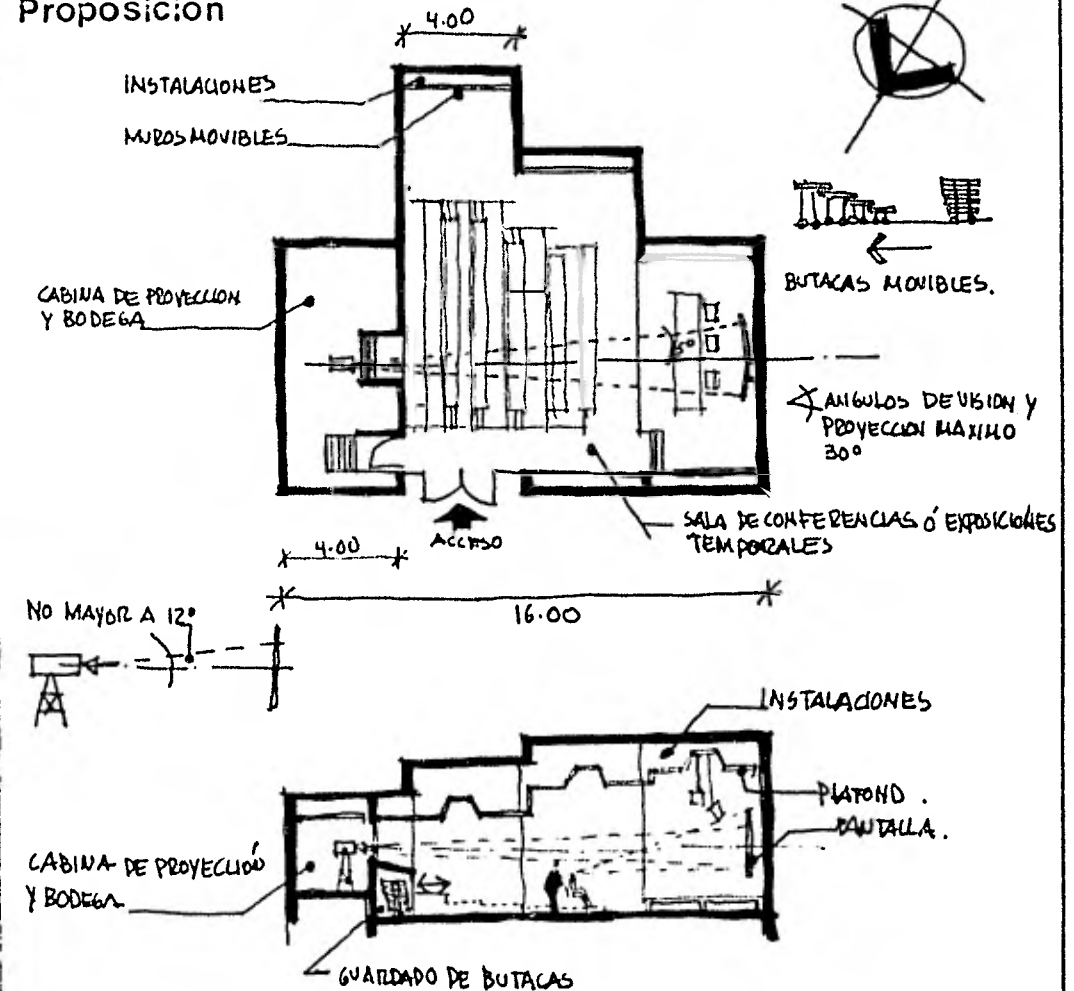 Proposición
4.00
INSTALACIONES
MUROS MOVIBLES
CABINA DE PROYECCION
Y BODEGA
BUTACAS MOVIBLES.
ANGULOS DE VISION Y
PROYECCION MAXIMO
30°
SALA DE CONFERENCIAS Ó EXPOSICIONES
TEMPORALES
ACCESO
4.00
16.00
NO MAYOR A 12°
INSTALACIONES
PLAFOND.
PANTALLA.
CABINA DE PROYECCIÓN
Y BODEGA
GUARDADO DE BUTACAS